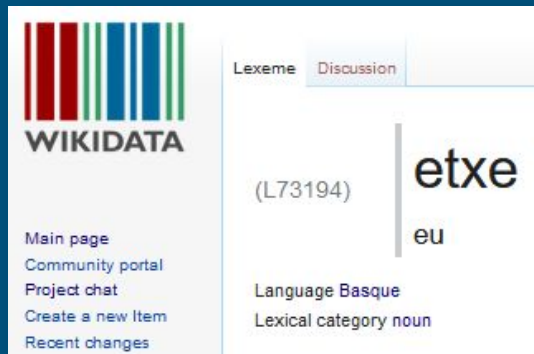 WIKIDATA
Main page
Community portal
Project chat
Create a new Item
Recent changes
Lexeme Discussion
(L73194)
etxe
eu
Language Basque
Lexical category noun